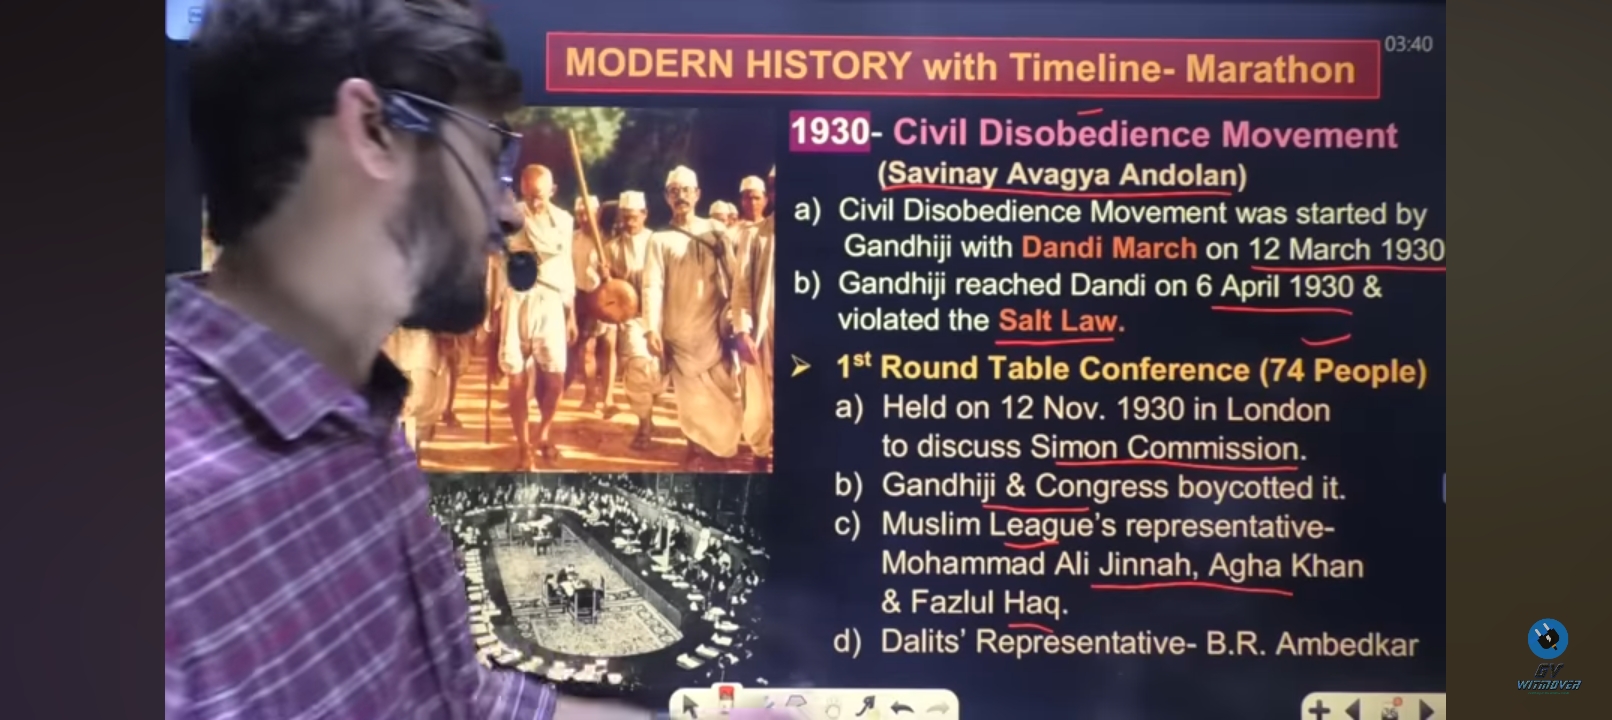 03:40
MODERN HISTORY with Timeline- Marathon
1930- Civil Disobedience Movement
(Savinay Avagya Andolan)
a) Civil Disobedience Movement was started by
Gandhiji with Dandi March on 12 March 1930
b) Gandhiji reached Dandi on 6 April 1930 &
violated the Salt Law.
➢ 1st Round Table Conference (74 People)
a) Held on 12 Nov. 1930 in London
to discuss Simon Commission.
b) Gandhiji & Congress boycotted it.
c) Muslim League's representative-
Mohammad Ali Jinnah, Agha Khan
& Fazlul Haq.
d) Dalits' Representative- B.R. Ambedkar
GY
WITMOVER